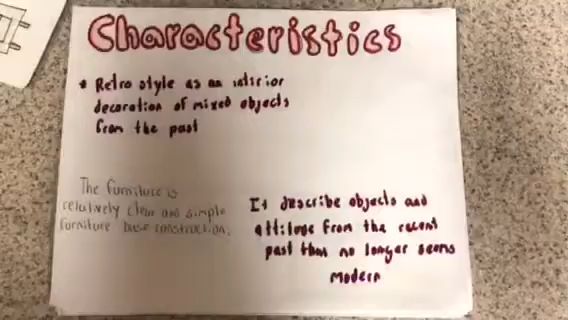 Characteristics
* Retro style as an interior
decoration of mixed objects
from the past
The furniture is
relatively clean and simple
furniture base construction.
It describe objects and
attitude from the recent
past than no longer seems
modern